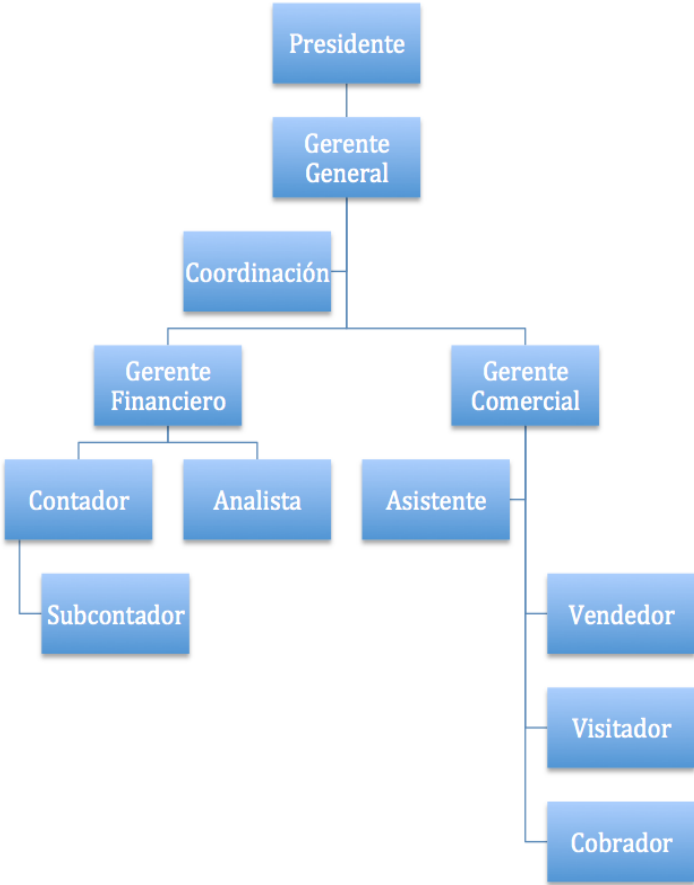 Presidente
Gerente
General
Coordinación
Gerente
Financiero
Gerente
Comercial
Contador
Analista
Asistente
Subcontador
Vendedor
Visitador
Cobrador